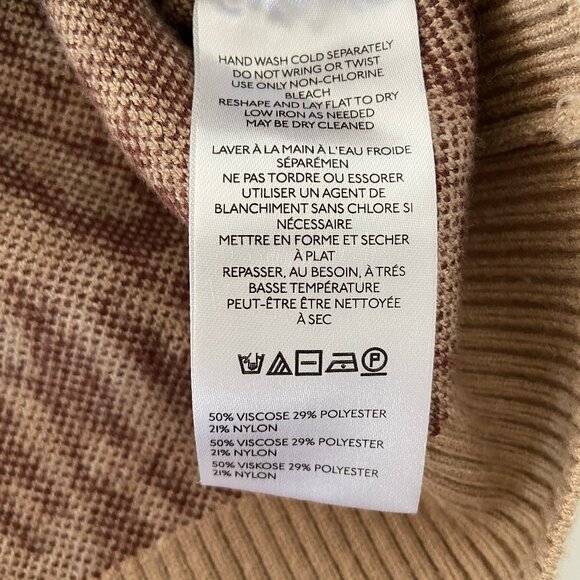 HAND WASH COLD SEPARATELY
DO NOT WRING OR TWIST
USE ONLY NON-CHLORINE
BLEACH
RESHAPE AND LAY FLAT TO DRY
LOW IRON AS NEEDED
MAY BE DRY CLEANED
LAVER À LA MAIN À L'EAU FROIDE
SÉPARÉMEN
NE PAS TORDRE OU ESSORER
UTILISER UN AGENT DE
BLANCHIMENT SANS CHLORE SI
NÉCESSAIRE
METTRE EN FORME ET SECHER
À PLAT
REPASSER, AU BESOIN, À TRÉS
BASSE TEMPÉRATURE
PEUT-ÊTRE ÊTRE NETTOYÉE
À SEC
P
50% VISCOSE 29% POLYESTER
21% NYLON
50% VISCOSE 29% POLYESTER
21% NYLON
50% VISKOSE 29% POLYESTER
21% NYLON